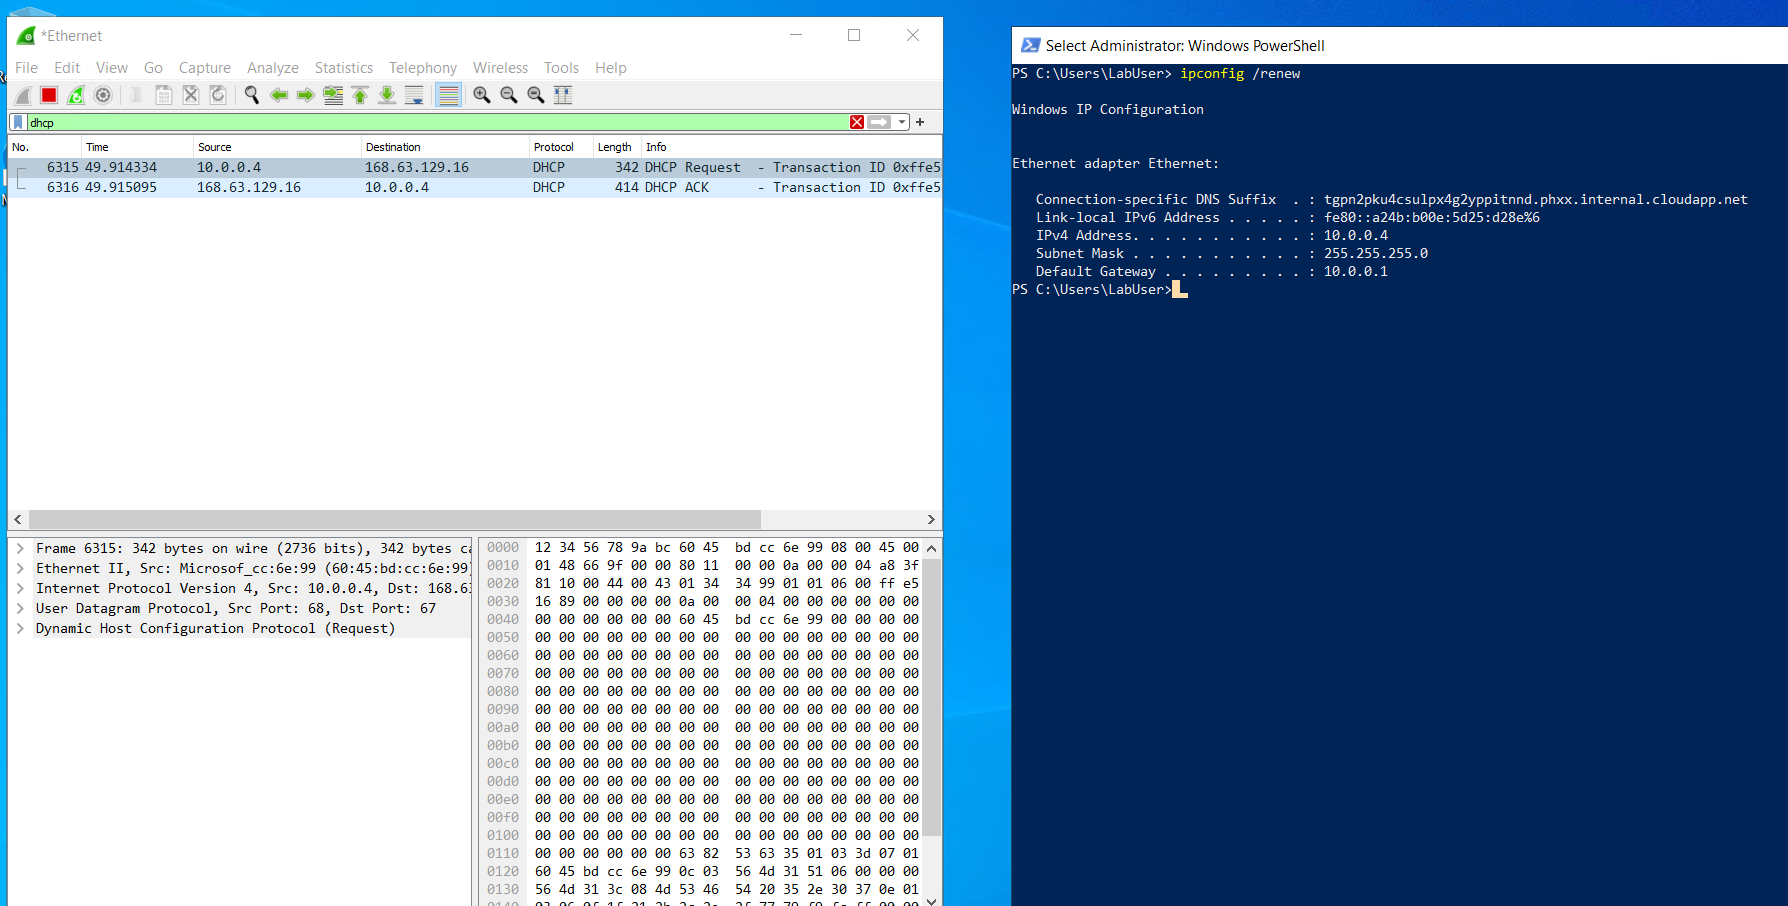 *Ethernet
File Edit View Go Capture Analyze Statistics Telephony Wireless Tools Help
dhcp
No. Time Source Destination Protocol Length Info
6315 49.914334 10.0.0.4 168.63.129.16 DHCP 342 DHCP Request - Transaction ID 0xffe5
6316 49.915095 168.63.129.16 10.0.0.4 DHCP 414 DHCP ACK - Transaction ID 0xffe5
Frame 6315: 342 bytes on wire (2736 bits), 342 bytes ca
Ethernet II, Src: Microsof_cc:6e:99 (60:45:bd:cc:6e:99)
Internet Protocol Version 4, Src: 10.0.0.4, Dst: 168.63
User Datagram Protocol, Src Port: 68, Dst Port: 67
Dynamic Host Configuration Protocol (Request)
0000 12 34 56 78 9a bc 60 45 bd cc 6e 99 08 00 45 00
0010 01 48 66 9f 00 00 80 11 00 00 0a 00 00 04 a8 3f
0020 81 10 00 44 00 43 01 34 34 99 01 01 06 00 ff e5
0030 16 89 00 00 00 00 0a 00 00 04 00 00 00 00 00 00
0040 00 00 00 00 00 00 60 45 bd cc 6e 99 00 00 00 00
0050 00 00 00 00 00 00 00 00 00 00 00 00 00 00 00 00
0060 00 00 00 00 00 00 00 00 00 00 00 00 00 00 00 00
0070 00 00 00 00 00 00 00 00 00 00 00 00 00 00 00 00
0080 00 00 00 00 00 00 00 00 00 00 00 00 00 00 00 00
0090 00 00 00 00 00 00 00 00 00 00 00 00 00 00 00 00
00a0 00 00 00 00 00 00 00 00 00 00 00 00 00 00 00 00
00b0 00 00 00 00 00 00 00 00 00 00 00 00 00 00 00 00
00c0 00 00 00 00 00 00 00 00 00 00 00 00 00 00 00 00
00d0 00 00 00 00 00 00 00 00 00 00 00 00 00 00 00 00
00e0 00 00 00 00 00 00 00 00 00 00 00 00 00 00 00 00
00f0 00 00 00 00 00 00 00 00 00 00 00 00 00 00 00 00
0100 00 00 00 00 00 00 00 00 00 00 00 00 00 00 00 00
0110 00 00 00 00 00 00 63 82 53 63 35 01 03 3d 07 01
0120 60 45 bd cc 6e 99 0c 03 56 4d 31 51 06 00 00 00
0130 56 4d 31 3c 08 4d 53 46 54 20 35 2e 30 37 0e 01
Select Administrator: Windows PowerShell
PS C:\Users\LabUser> ipconfig /renew
Windows IP Configuration
Ethernet adapter Ethernet:
Connection-specific DNS Suffix . : tgpn2pku4csulpx4g2yppitnnd.phxx.internal.cloudapp.net
Link-local IPv6 Address . . . . . : fe80::a24b:b00e:5d25:d28e%6
IPv4 Address. . . . . . . . . . . : 10.0.0.4
Subnet Mask . . . . . . . . . . . : 255.255.255.0
Default Gateway . . . . . . . . . : 10.0.0.1
PS C:\Users\LabUser>